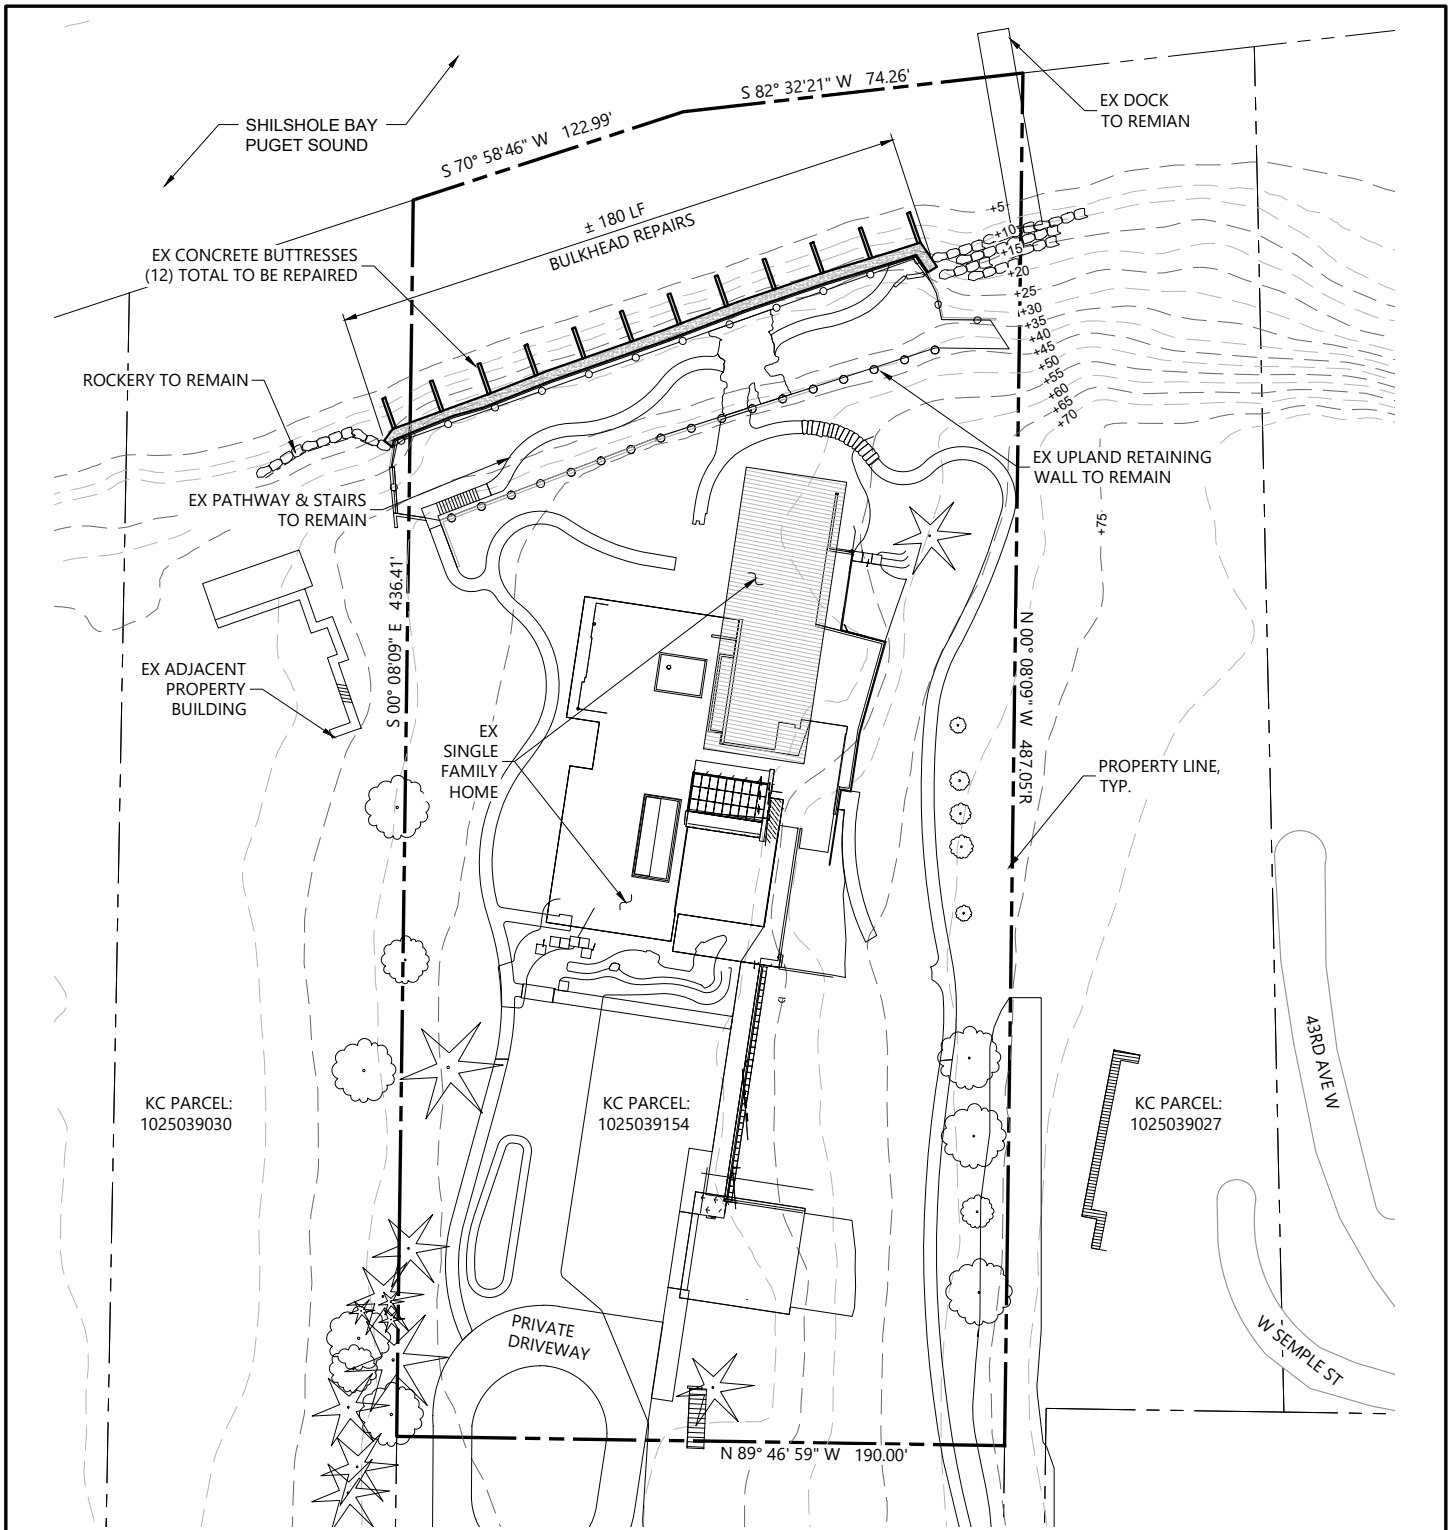 S 82° 32'21" W 74.26'
EX DOCK
TO REMIAN
SHILSHOLE BAY
PUGET SOUND
S 70° 58'46" W 122.99'
± 180 LF
BULKHEAD REPAIRS
EX CONCRETE BUTTRESSES
(12) TOTAL TO BE REPAIRED
+5
+10
+15
+20
+25
+30
+35
+40
+45
+50
+55
+60
+65
+70
ROCKERY TO REMAIN
EX UPLAND RETAINING
WALL TO REMAIN
EX PATHWAY & STAIRS
TO REMAIN
+75
S 00° 08'09" E 436.41'
N 00° 08'09" W 487.05'R
EX ADJACENT
PROPERTY
BUILDING
EX
SINGLE
FAMILY
HOME
PROPERTY LINE,
TYP.
43RD AVE W
KC PARCEL:
1025039030
KC PARCEL:
1025039154
KC PARCEL:
1025039027
PRIVATE
DRIVEWAY
W SEMPLE ST
N 89° 46' 59" W 190.00'